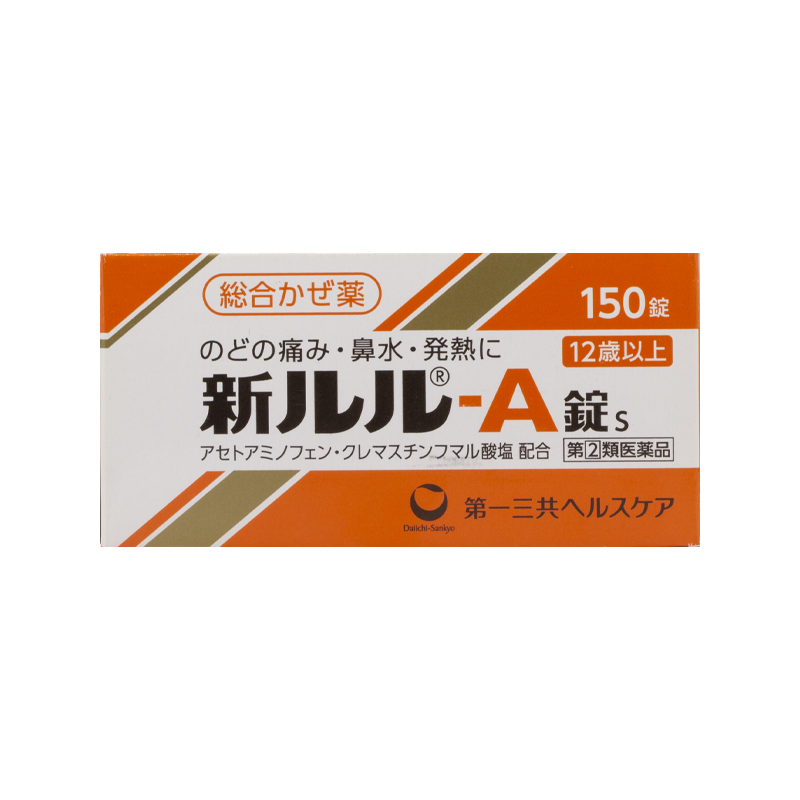 総合かぜ薬
150錠
のどの痛み・鼻水・発熱に
12歳以上
新ルル®-A錠s
アセトアミノフェン・クレマスチンフマル酸塩 配合
指定②類医薬品
Daiichi-Sankyo
第一三共ヘルスケア